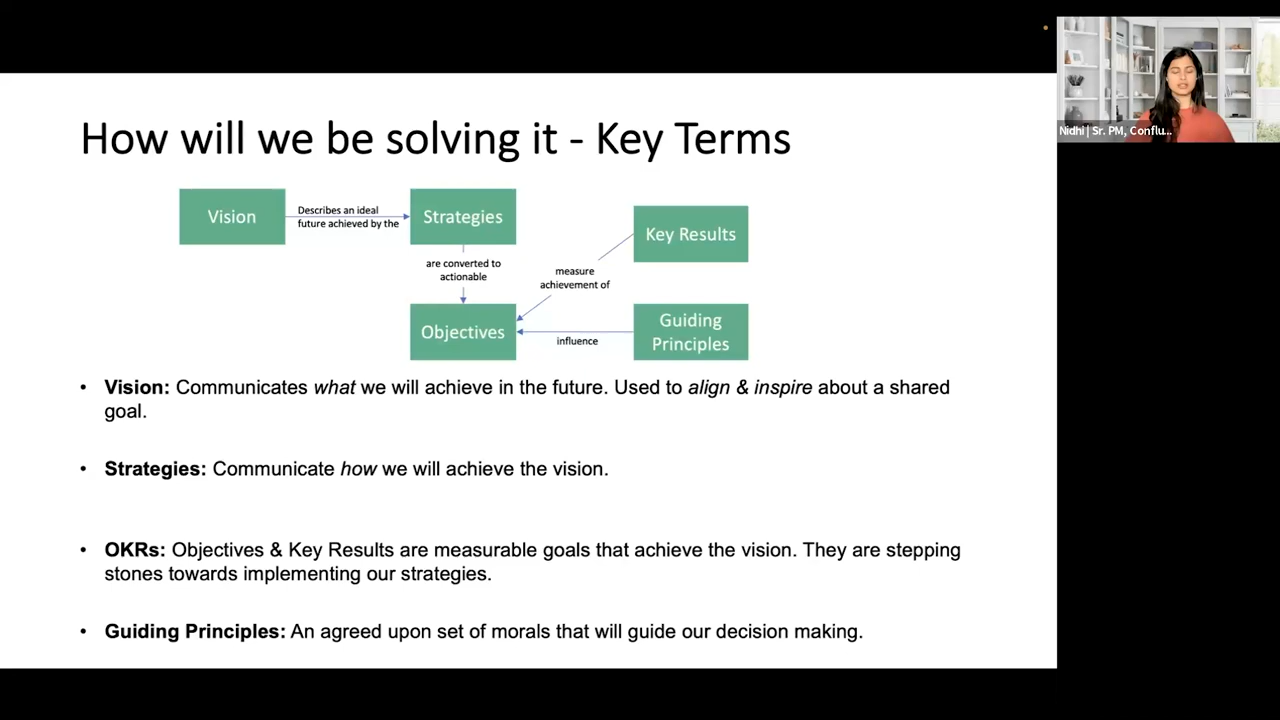 How will we be solving it - Key Terms
Nidhi | Sr. PM, Conflu...
Vision
Describes an ideal
future achieved by the
Strategies
Key Results
are converted to
actionable
measure
achievement of
Objectives
influence
Guiding
Principles
• Vision: Communicates what we will achieve in the future. Used to align & inspire about a shared
goal.
• Strategies: Communicate how we will achieve the vision.
• OKRs: Objectives & Key Results are measurable goals that achieve the vision. They are stepping
stones towards implementing our strategies.
• Guiding Principles: An agreed upon set of morals that will guide our decision making.